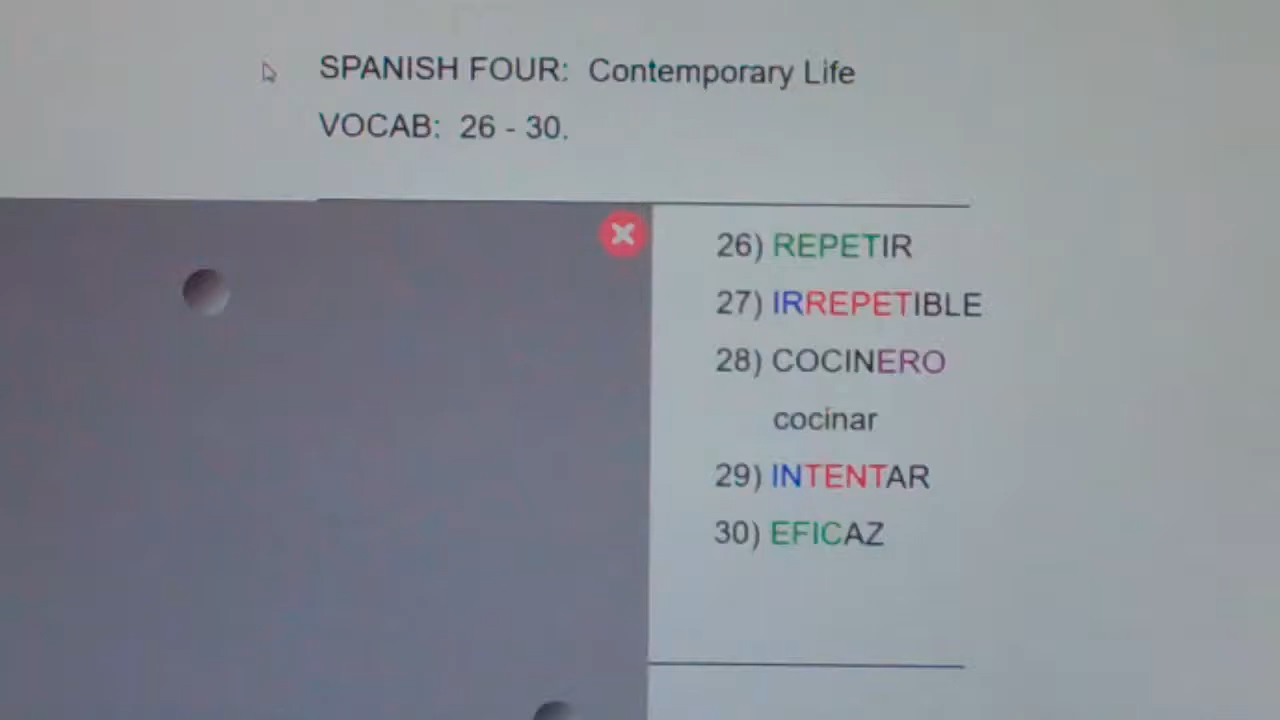 SPANISH FOUR: Contemporary Life
VOCAB: 26 - 30.
26) REPETIR
27) IRREPETIBLE
28) COCINERO
cocinar
29) INTENTAR
30) EFICAZ